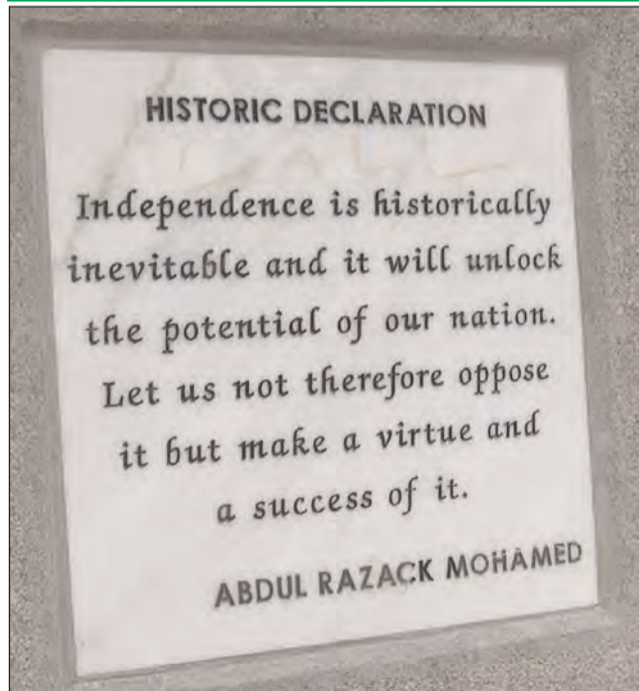 HISTORIC DECLARATION
Independence is historically
inevitable and it will unlock
the potential of our nation.
Let us not therefore oppose
it but make a virtue and
a success of it.
ABDUL RAZACK MOHAMED